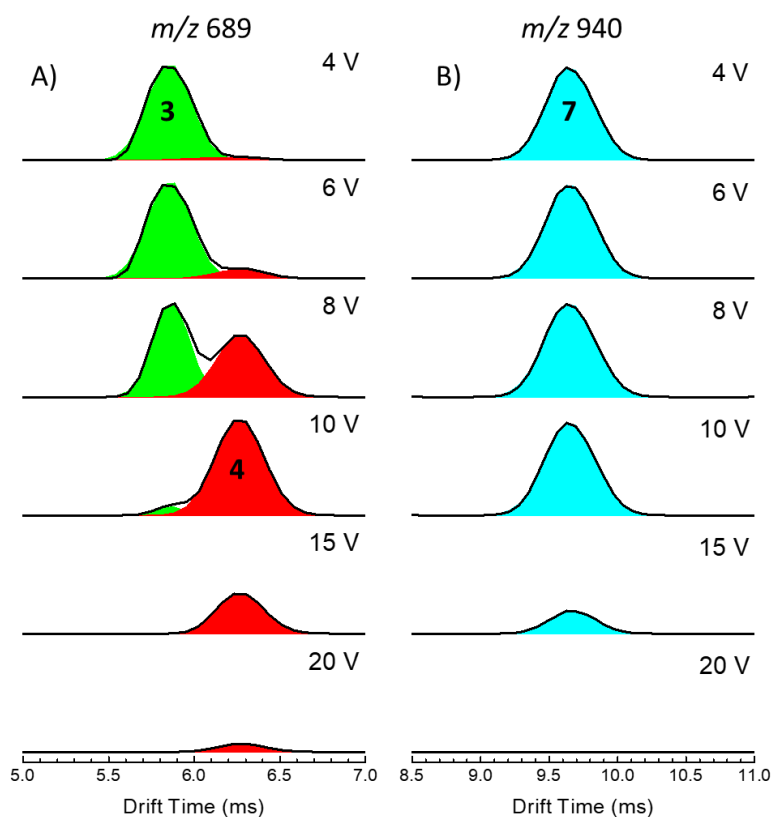 m/z 689
m/z 940
A)
4 V
B)
4 V
3
7
6 V
6 V
8 V
8 V
10 V
10 V
4
15 V
15 V
20 V
20 V
5.0 5.5 6.0 6.5 7.0
8.5 9.0 9.5 10.0 10.5 11.0
Drift Time (ms)
Drift Time (ms)